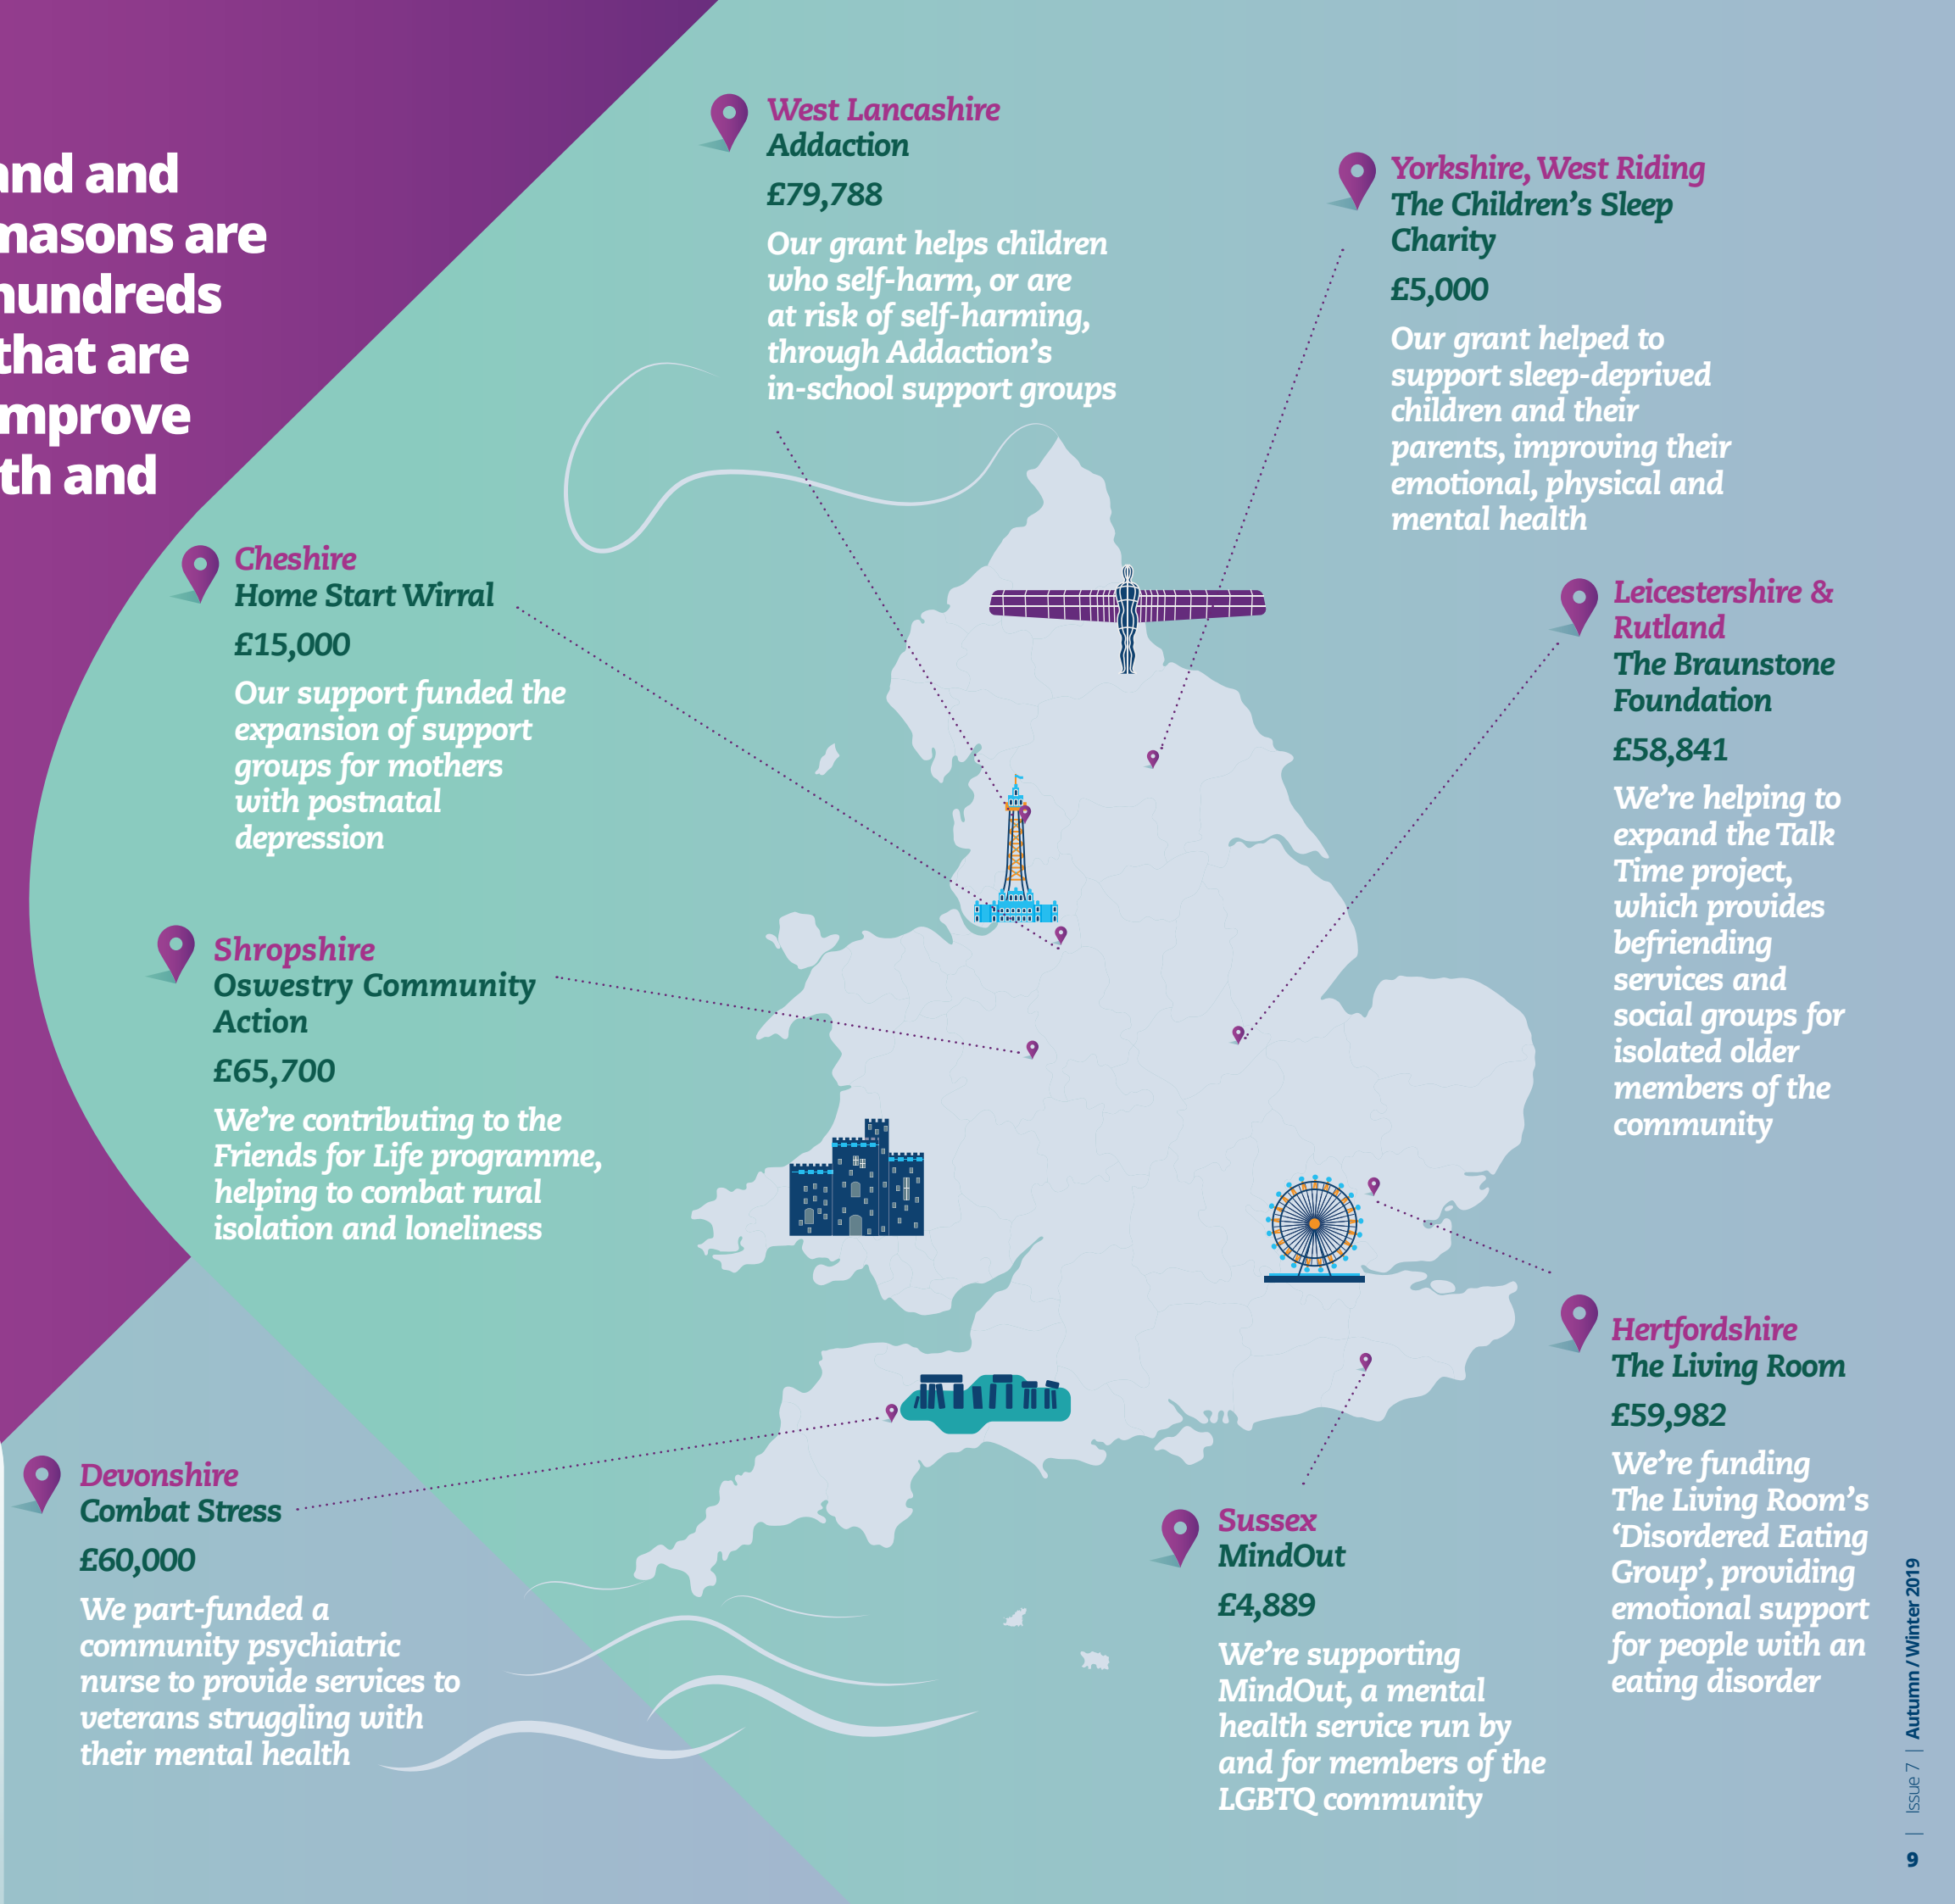 and and
masons are
hundreds
that are
improve
th and
West Lancashire
Addaction
£79,788
Our grant helps children
who self-harm, or are
at risk of self-harming,
through Addaction's
in-school support groups
Yorkshire, West Riding
The Children's Sleep
Charity
£5,000
Our grant helped to
support sleep-deprived
children and their
parents, improving their
emotional, physical and
mental health
Cheshire
Home Start Wirral
£15,000
Our support funded the
expansion of support
groups for mothers
with postnatal
depression
Leicestershire &
Rutland
The Braunstone
Foundation
£58,841
We're helping to
expand the Talk
Time project,
which provides
befriending
services and
social groups for
isolated older
members of the
community
Shropshire
Oswestry Community
Action
£65,700
We're contributing to the
Friends for Life programme,
helping to combat rural
isolation and loneliness
Hertfordshire
The Living Room
£59,982
We're funding
The Living Room's
‘Disordered Eating
Group’, providing
emotional support
for people with an
eating disorder
Devonshire
Combat Stress
£60,000
We part-funded a
community psychiatric
nurse to provide services to
veterans struggling with
their mental health
Sussex
MindOut
£4,889
We're supporting
MindOut, a mental
health service run by
and for members of the
LGBTQ community
9 | Issue 7 | Autumn / Winter 2019